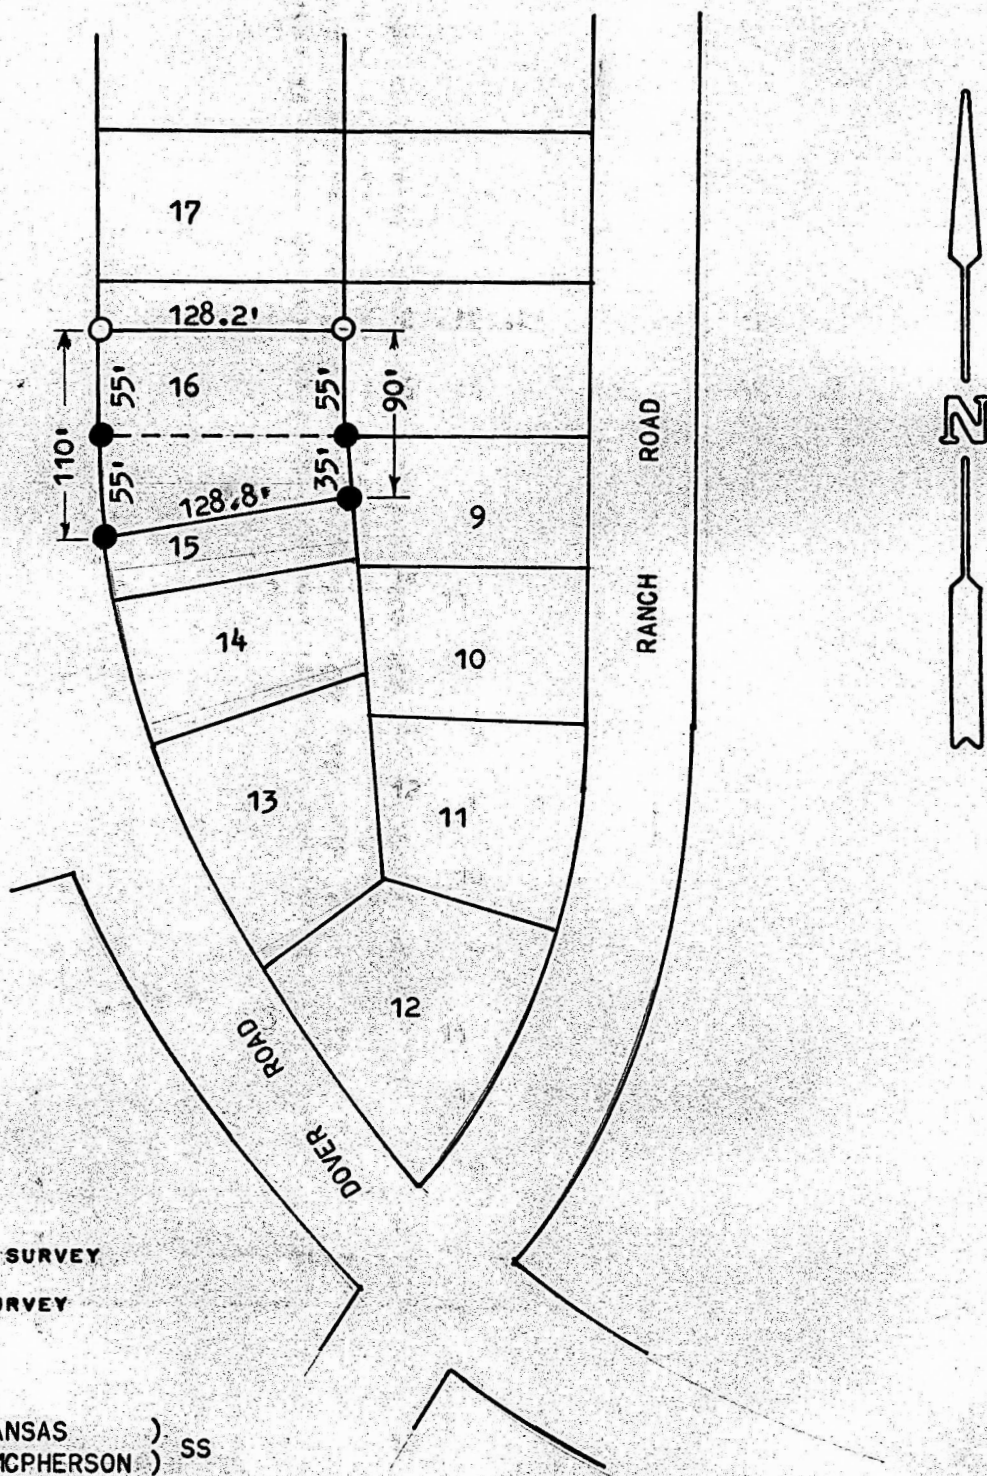 17
128.2'
16
55'
55'
90'
110'
N
ROAD
55'
35'
128.8'
9
15
RANCH
14
10
13
11
12
ROAD
DOVER
SURVEY
RVEY
ANSAS ) SS
MCPHERSON )